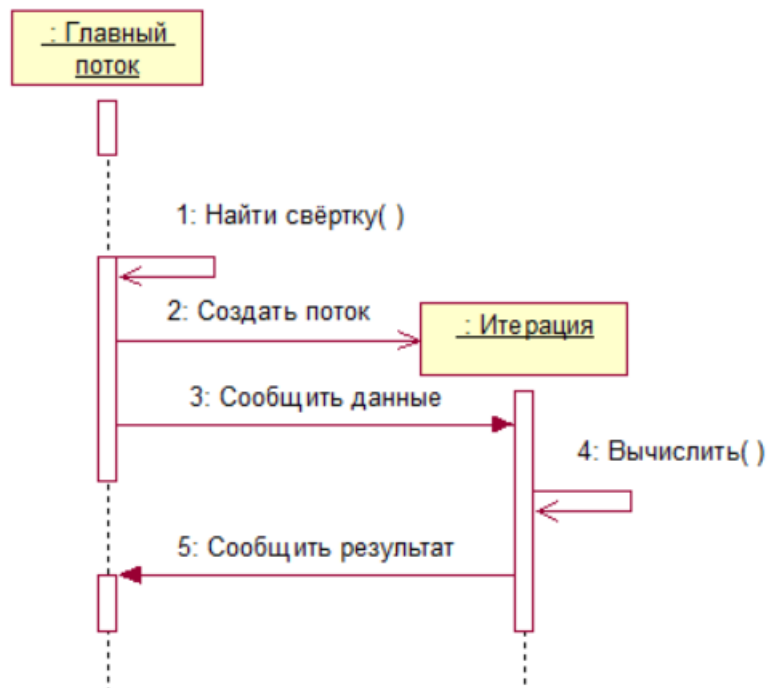 : Главный
поток
1: Найти свёртку( )
2: Создать поток
: Итерация
3: Сообщить данные
4: Вычислить( )
5: Сообщить результат